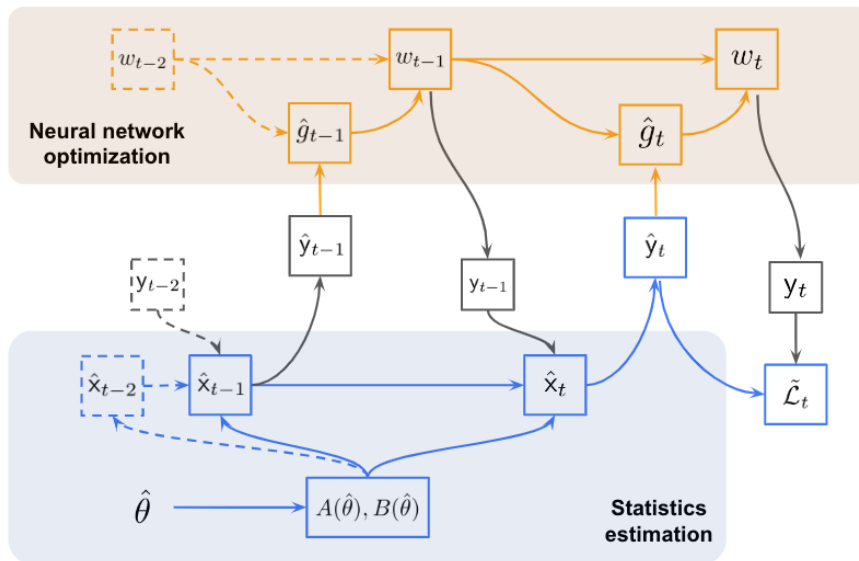 w_{t-2}
w_{t-1}
w_t
Neural network
optimization
ĝ_{t-1}
ĝ_t
ŷ_{t-1}
ŷ_t
y_{t-2}
y_{t-1}
y_t
x̂_{t-2}
x̂_{t-1}
x̂_t
ℒ̃_t
θ̂
A(θ̂), B(θ̂)
Statistics
estimation